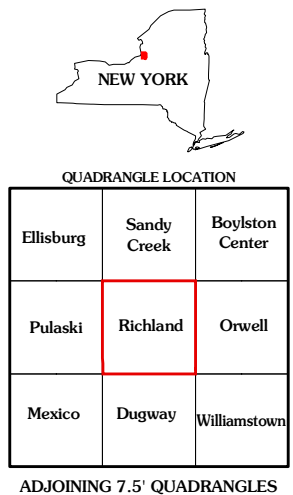 NEW YORK
QUADRANGLE LOCATION
Ellisburg
Sandy
Creek
Boylston
Center
Pulaski
Richland
Orwell
Mexico
Dugway
Williamstown
ADJOINING 7.5' QUADRANGLES